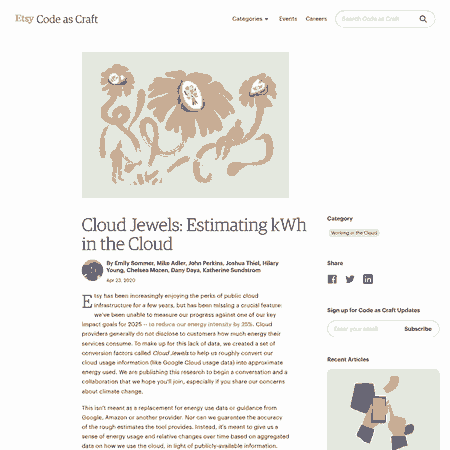 Etsy Code as Craft
Categories
Events
Careers
Search Code as Craft
Cloud Jewels: Estimating kWh
in the Cloud
By Emily Sommer, Mike Adler, John Perkins, Joshua Thiel, Hilary
Young, Chelsea Mozen, Dany Daya, Katherine Sundstrom
Apr 23, 2020
Etsy has been increasingly enjoying the perks of public cloud
infrastructure for a few years, but has been missing a crucial feature:
we've been unable to measure our progress against one of our key
impact goals for 2025 -- to reduce our energy intensity by 25%. Cloud
providers generally do not disclose to customers how much energy their
services consume. To make up for this lack of data, we created a set of
conversion factors called Cloud Jewels to help us roughly convert our
cloud usage information (like Google Cloud usage data) into approximate
energy used. We are publishing this research to begin a conversation and a
collaboration that we hope you'll join, especially if you share our concerns
about climate change.
This isn't meant as a replacement for energy use data or guidance from
Google, Amazon or another provider. Nor can we guarantee the accuracy
of the rough estimates the tool provides. Instead, it's meant to give us a
sense of energy usage and relative changes over time based on aggregated
data on how we use the cloud, in light of publicly-available information.
Category
Working in the Cloud
Share
Sign up for Code as Craft Updates
Enter your email
Subscribe
Recent Articles